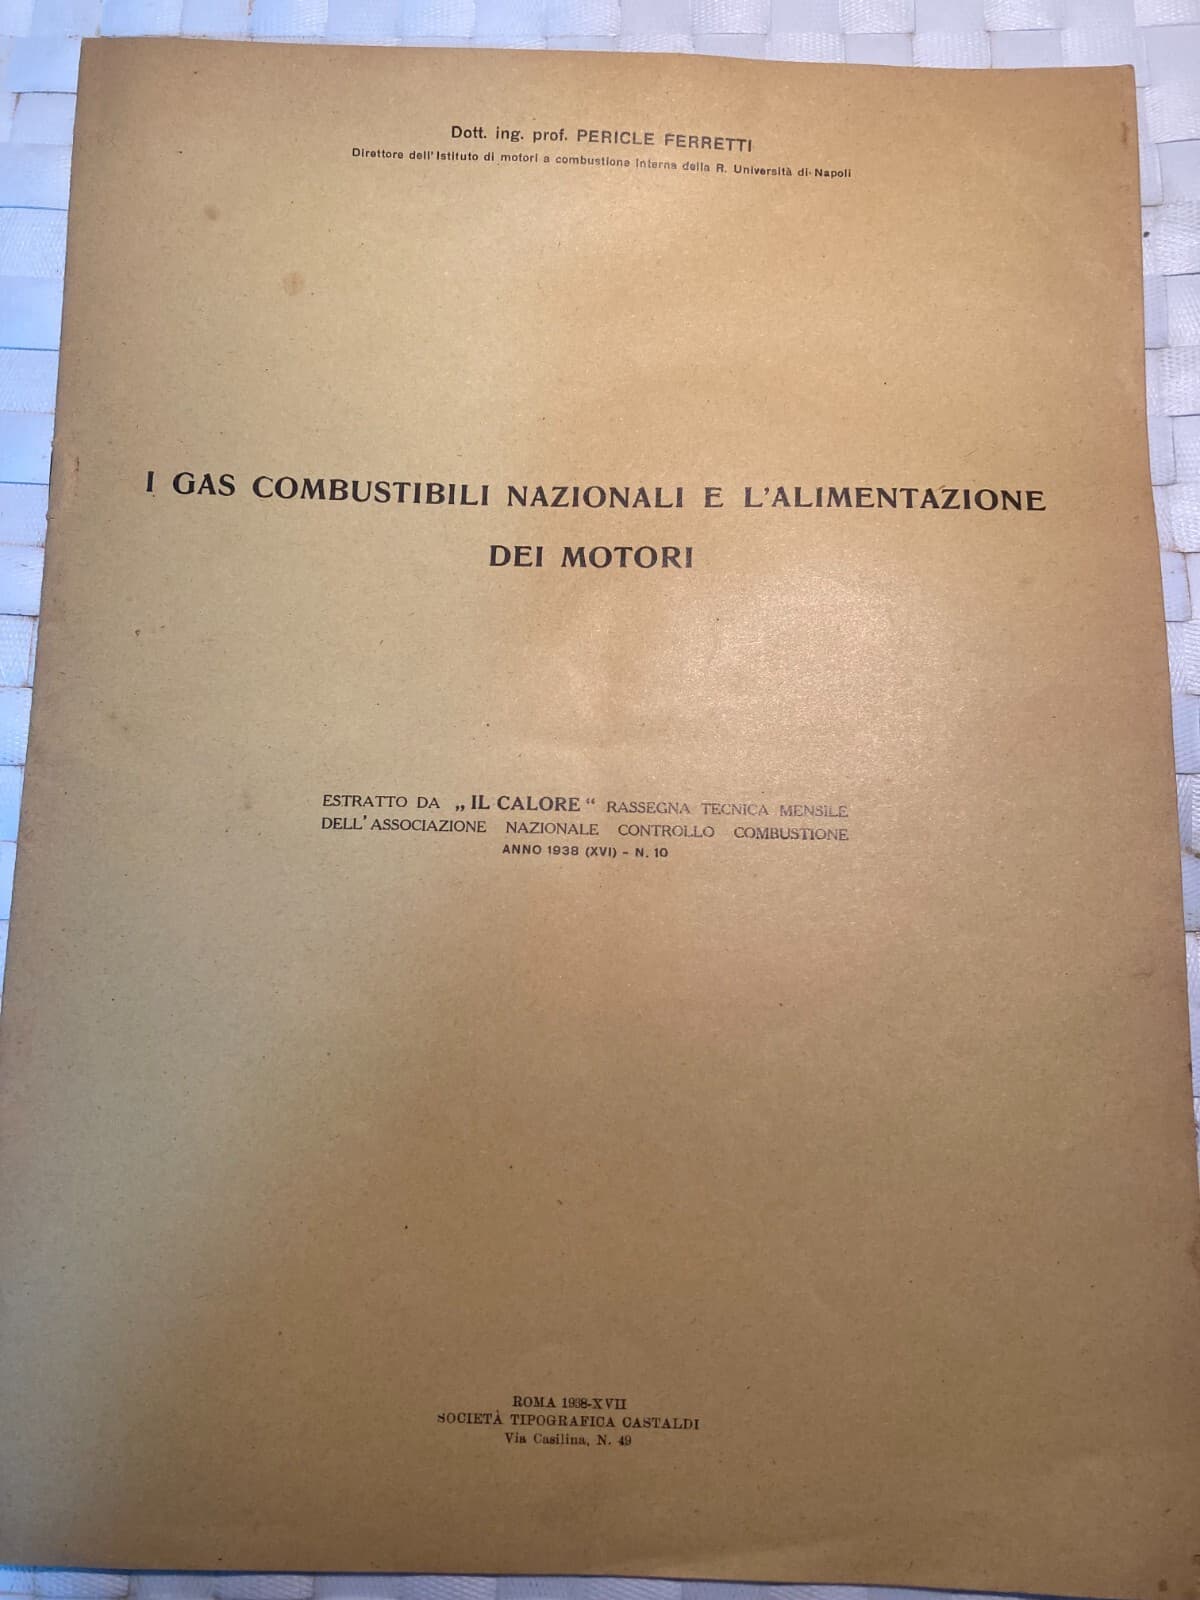 Dott. ing. prof. PERICLE FERRETTI
Direttore dell'Istituto di motori a combustione interna della R. Università di Napoli
I GAS COMBUSTIBILI NAZIONALI E L'ALIMENTAZIONE
DEI MOTORI
ESTRATTO DA „IL CALORE“ RASSEGNA TECNICA MENSILE
DELL'ASSOCIAZIONE NAZIONALE CONTROLLO COMBUSTIONE
ANNO 1938 (XVI) - N. 10
ROMA 1938-XVII
SOCIETÀ TIPOGRAFICA CASTALDI
Via Casilina, N. 49